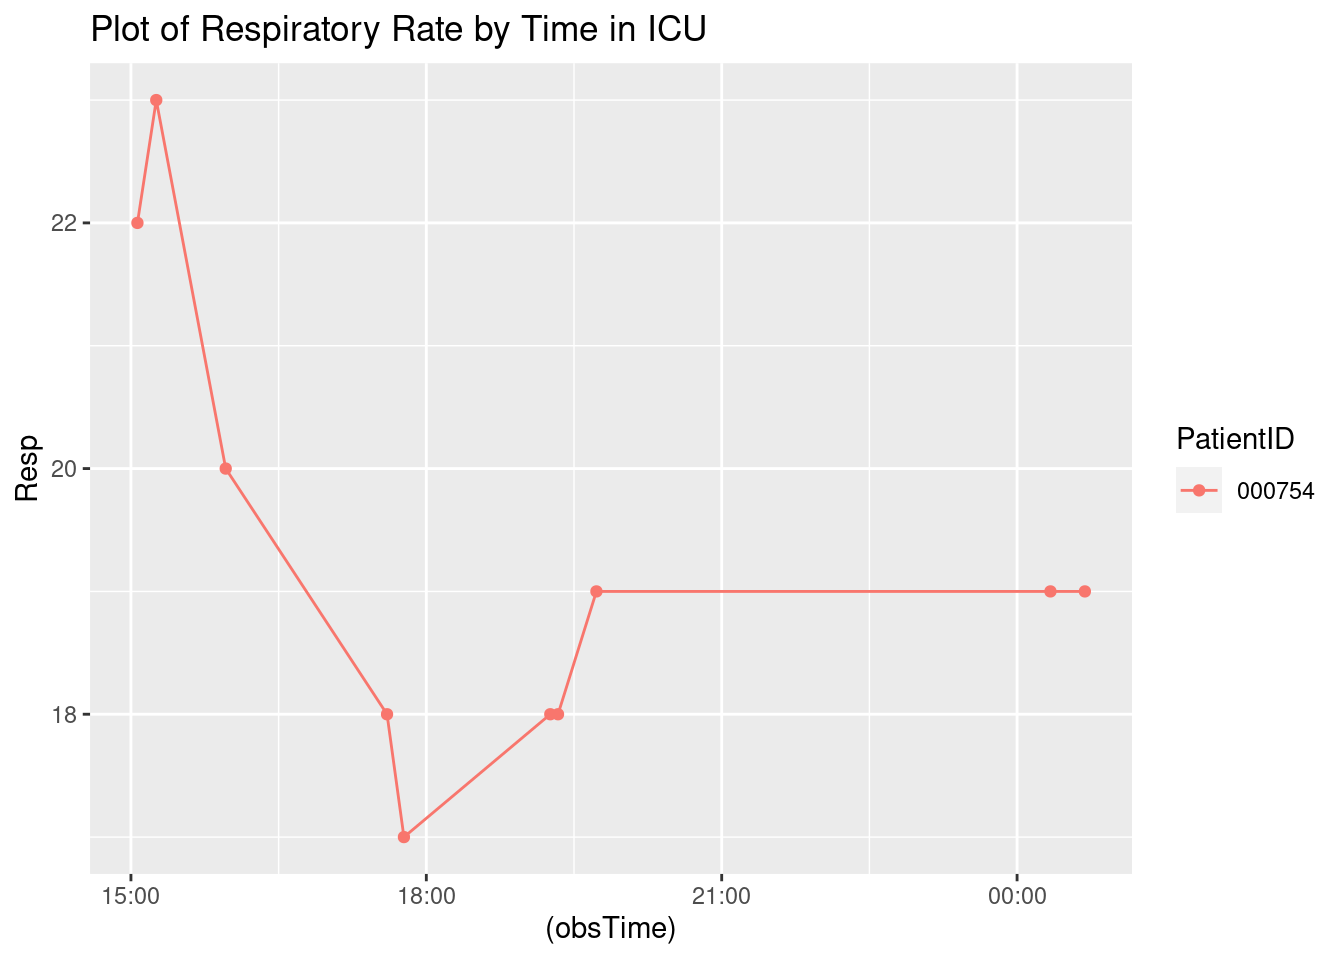 Plot of Respiratory Rate by Time in ICU
22
20
18
Resp
15:00 18:00 21:00 00:00
(obsTime)
PatientID
000754